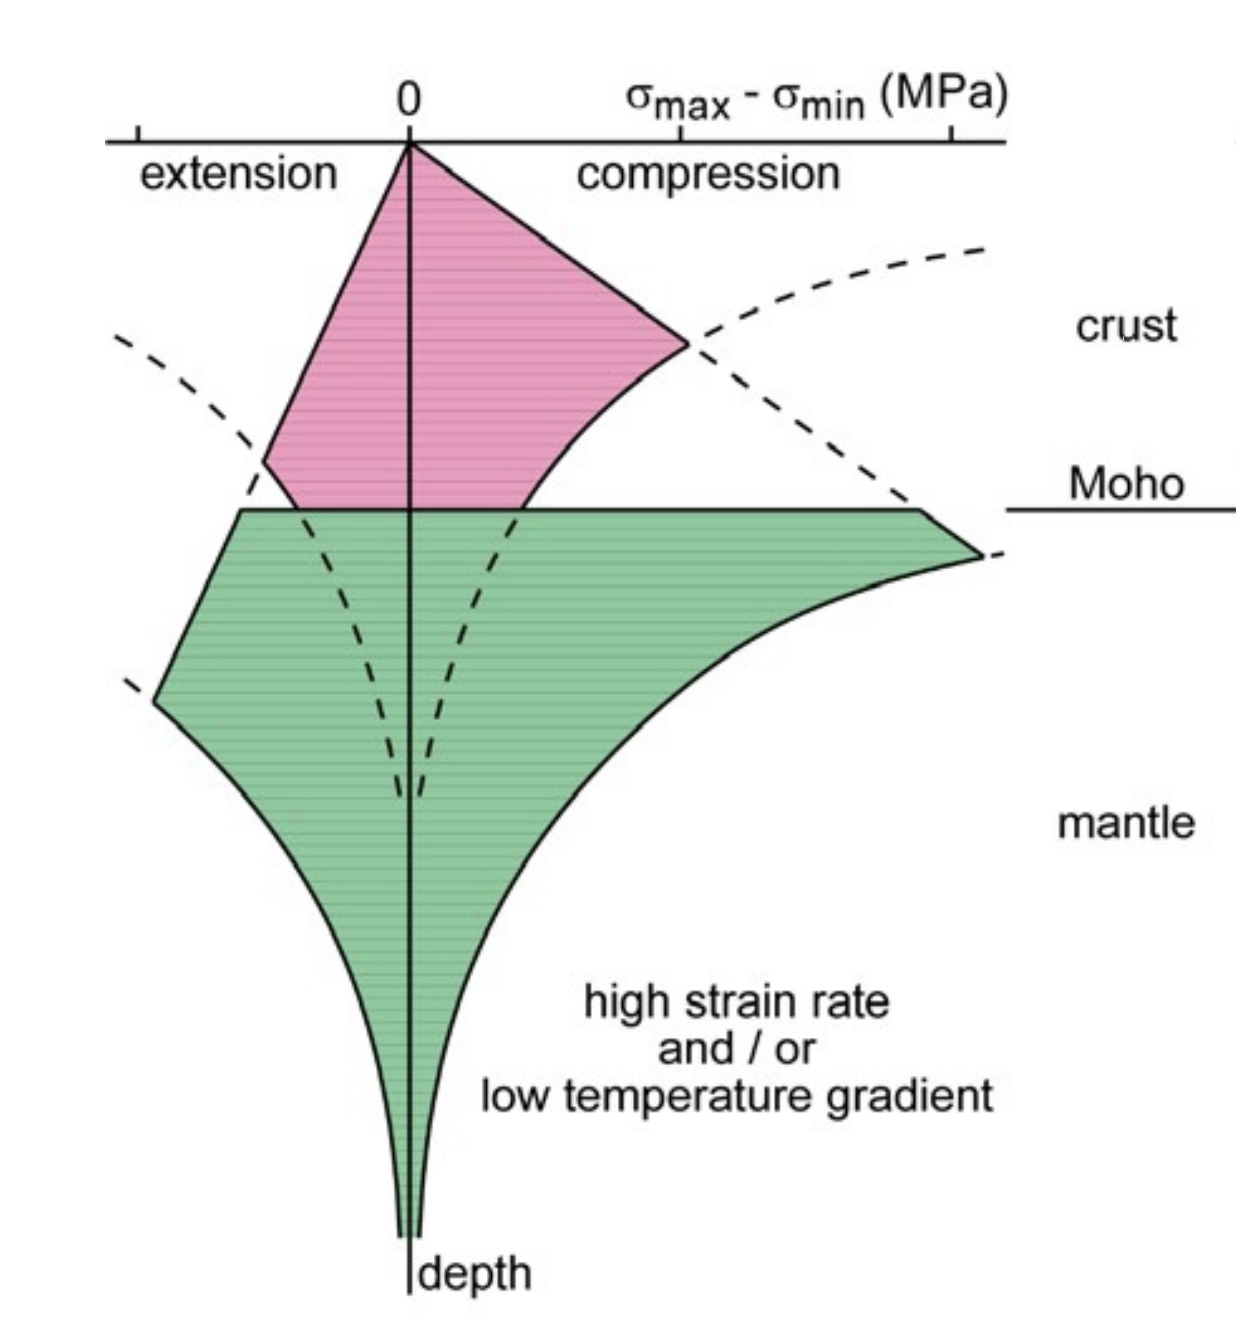 0
σmax - σmin (MPa)
extension
compression
crust
Moho
mantle
high strain rate
and / or
low temperature gradient
depth